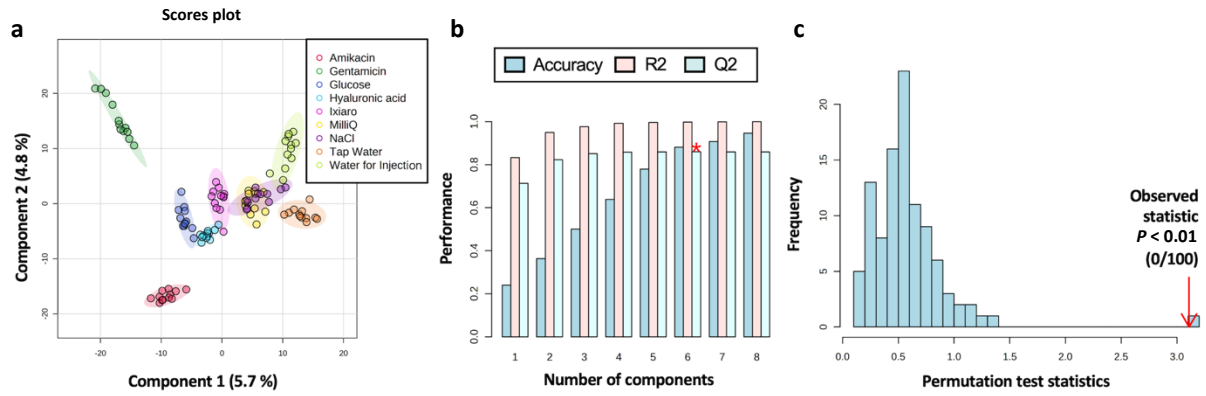 a
Scores plot
Component 2 (4.8 %)
20
10
0
-10
-20
-20
-10
0
10
20
Component 1 (5.7 %)
Amikacin
Gentamicin
Glucose
Hyaluronic acid
Ixiaro
MilliQ
NaCl
Tap Water
Water for Injection
b
Accuracy
R2
Q2
Performance
1.0
0.8
0.6
0.4
0.2
0.0
*
1
2
3
4
5
6
7
8
Number of components
c
Frequency
20
15
10
5
0
Observed
statistic
P < 0.01
(0/100)
0.0
0.5
1.0
1.5
2.0
2.5
3.0
Permutation test statistics